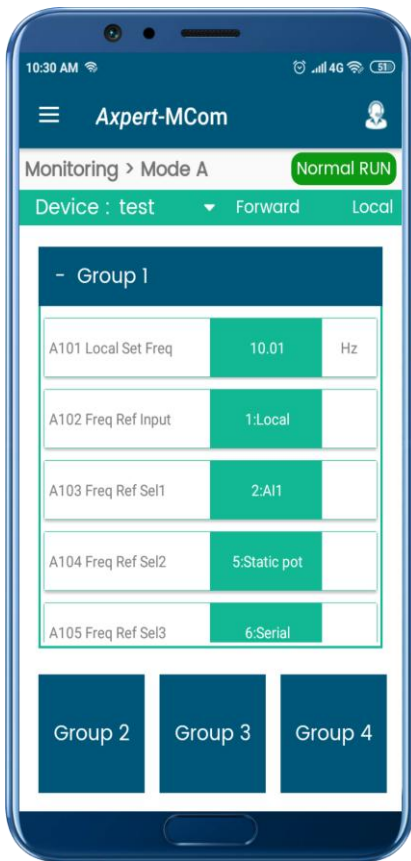 10:30 AM 4G 51
Axpert-MCom
Monitoring > Mode A Normal RUN
Device : test Forward Local
- Group 1
A101 Local Set Freq 10.01 Hz
A102 Freq Ref Input 1:Local
A103 Freq Ref Sel1 2:AI1
A104 Freq Ref Sel2 5:Static pot
A105 Freq Ref Sel3 6:Serial
Group 2 Group 3 Group 4